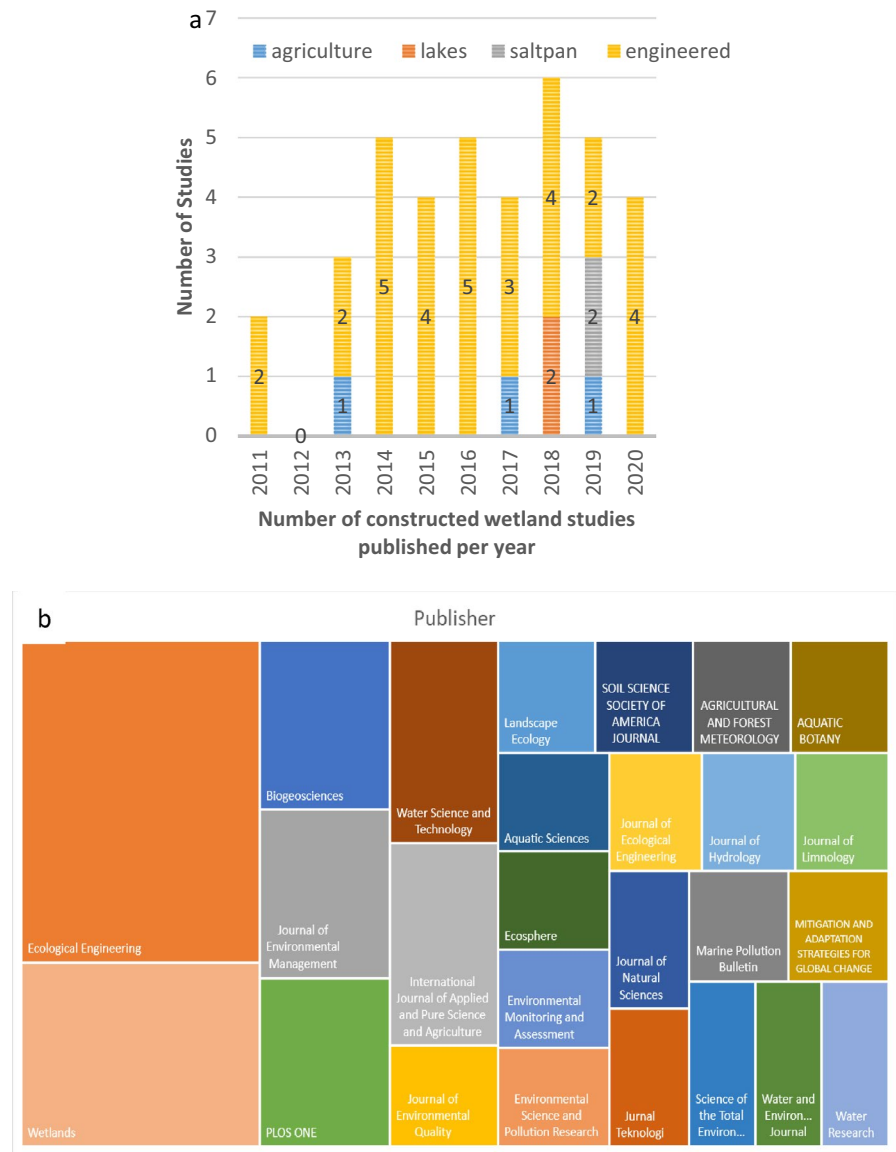 a
7
agriculture lakes saltpan engineered
6
5
4
3
2
1
0
Number of Studies
2
0
2
1
5
4
5
3
1
4
2
2
2
1
4
2011
2012
2013
2014
2015
2016
2017
2018
2019
2020
Number of constructed wetland studies
published per year
b
Publisher
Ecological Engineering
Wetlands
Biogeosciences
Journal of
Environmental
Management
PLOS ONE
Water Science and
Technology
International
Journal of Applied
and Pure Science
and Agriculture
Journal of
Environmental
Quality
Landscape
Ecology
SOIL SCIENCE
SOCIETY OF
AMERICA
JOURNAL
AGRICULTURAL
AND FOREST
METEOROLOGY
AQUATIC
BOTANY
Aquatic Sciences
Ecosphere
Environmental
Monitoring and
Assessment
Environmental
Science and
Pollution Research
Journal of
Ecological
Engineering
Journal of
Hydrology
Journal of
Limnology
Journal of
Natural
Sciences
Marine Pollution
Bulletin
MITIGATION AND
ADAPTATION
STRATEGIES FOR
GLOBAL CHANGE
Jurnal
Teknologi
Science of
the Total
Environ...
Water and
Environ...
Journal
Water
Research